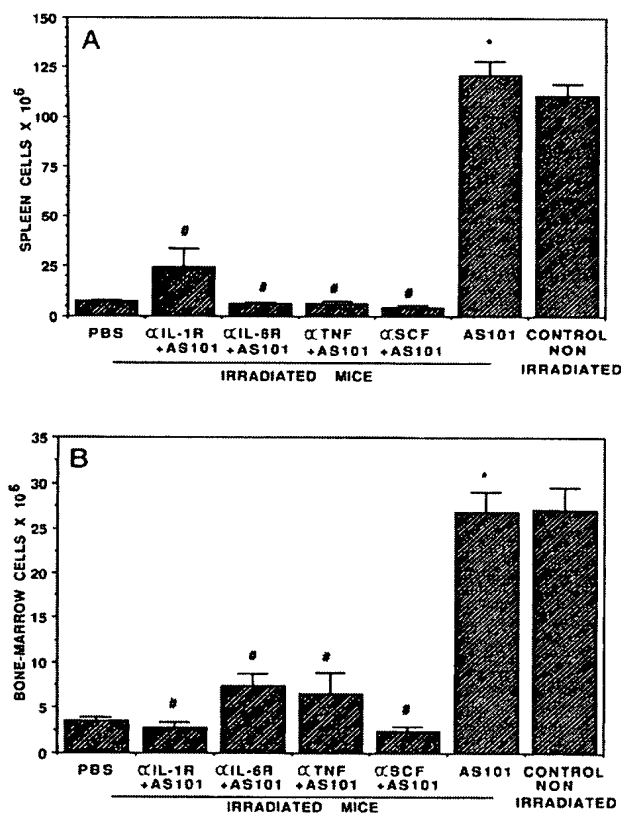 A
SPLEEN CELLS X 10⁶
150
125
100
75
50
25
0
#
#
#
#
*
PBS
αIL-1R
+AS101
αIL-6R
+AS101
αTNF
+AS101
αSCF
+AS101
AS101
CONTROL
NON
IRRADIATED
IRRADIATED MICE
B
BONE-MARROW CELLS X 10⁶
35
30
25
20
15
10
5
0
#
#
#
#
*
PBS
αIL-1R
+AS101
αIL-6R
+AS101
αTNF
+AS101
αSCF
+AS101
AS101
CONTROL
NON
IRRADIATED
IRRADIATED MICE